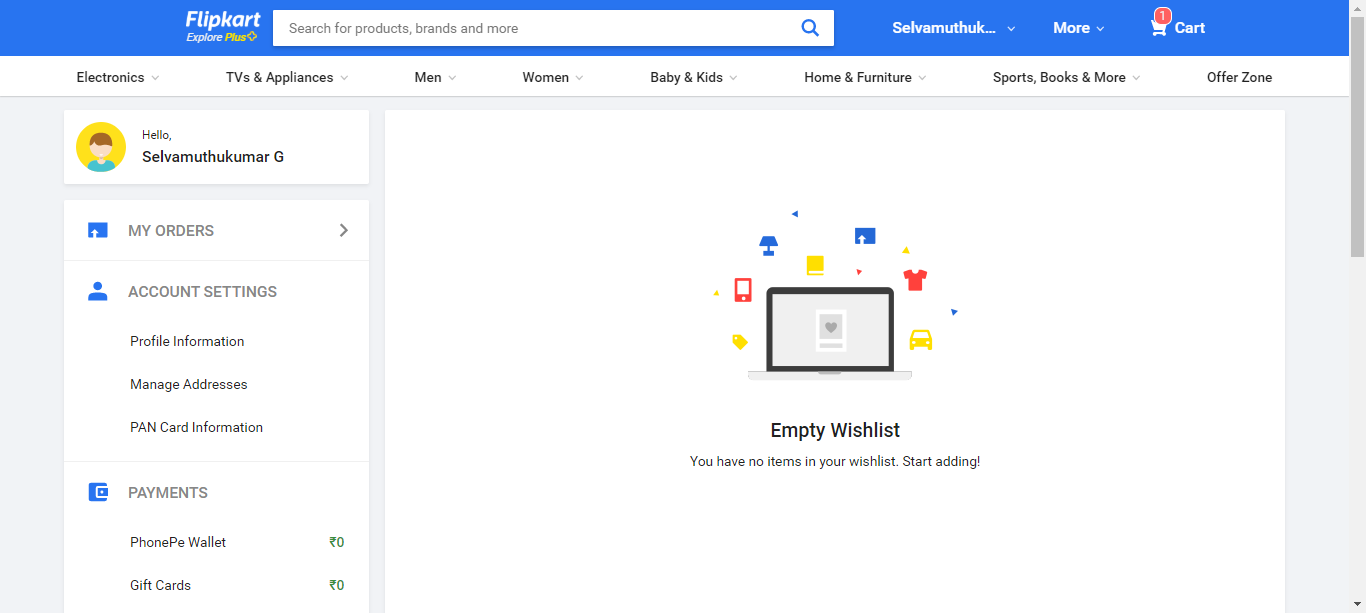 Flipkart
Explore Plus
Search for products, brands and more
Selvamuthuk...
More
1
Cart
Electronics
TVs & Appliances
Men
Women
Baby & Kids
Home & Furniture
Sports, Books & More
Offer Zone
Hello,
Selvamuthukumar G
MY ORDERS
ACCOUNT SETTINGS
Profile Information
Manage Addresses
PAN Card Information
PAYMENTS
PhonePe Wallet ₹0
Gift Cards ₹0
Empty Wishlist
You have no items in your wishlist. Start adding!